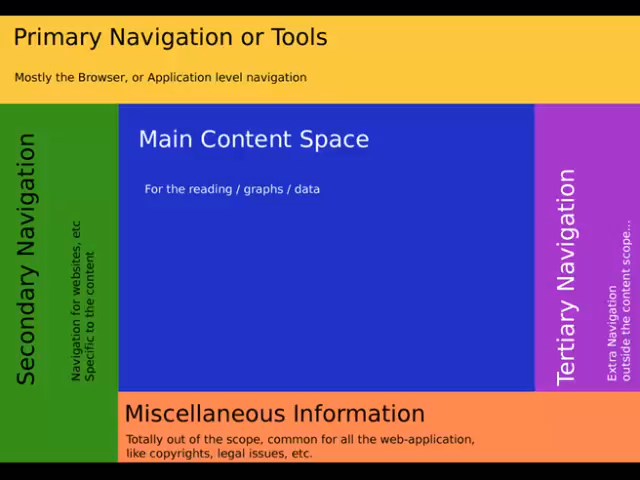 Primary Navigation or Tools
Mostly the Browser, or Application level navigation
Secondary Navigation
Navigation for websites, etc
Specific to the content
Main Content Space
For the reading / graphs / data
Tertiary Navigation
Extra Navigation
outside the content scope...
Miscellaneous Information
Totally out of the scope, common for all the web-application,
like copyrights, legal issues, etc.